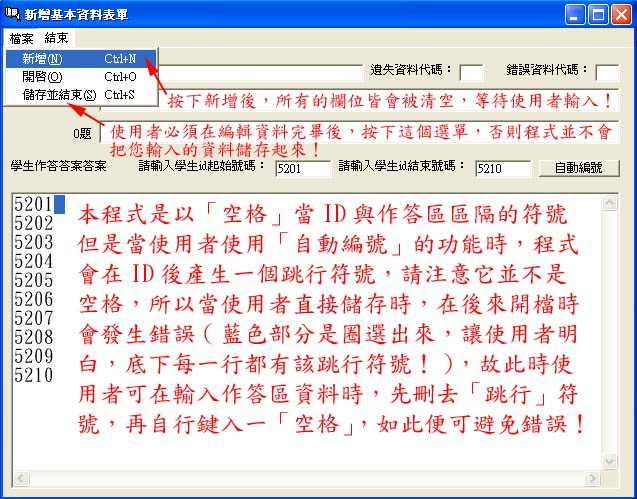 新增基本資料表單
檔案 結束
新增(N) Ctrl+N
開啓(O) Ctrl+O
儲存並結束(S) Ctrl+S
遺失資料代碼： 錯誤資料代碼：
按下新增後，所有的欄位皆會被清空，等待使用者輸入！
0題
使用者必須在編輯資料完畢後，按下這個選單，否則程式並不會
把您輸入的資料儲存起來！
學生作答答案答案 請輸入學生id起始號碼： 5201 請輸入學生id結束號碼： 5210 自動編號
5201
5202
5203
5204
5205
5206
5207
5208
5209
5210
本程式是以「空格」當 ID 與作答區區隔的符號
但是當使用者使用「自動編號」的功能時，程式
會在 ID 後產生一個跳行符號，請注意它並不是
空格，所以當使用者直接儲存時，在後來開檔時
會發生錯誤（藍色部分是圈選出來，讓使用者明
白，底下每一行都有該跳行符號！），故此時使
用者可在輸入作答區資料時，先刪去「跳行」符
號，再自行鍵入一「空格」，如此便可避免錯誤！